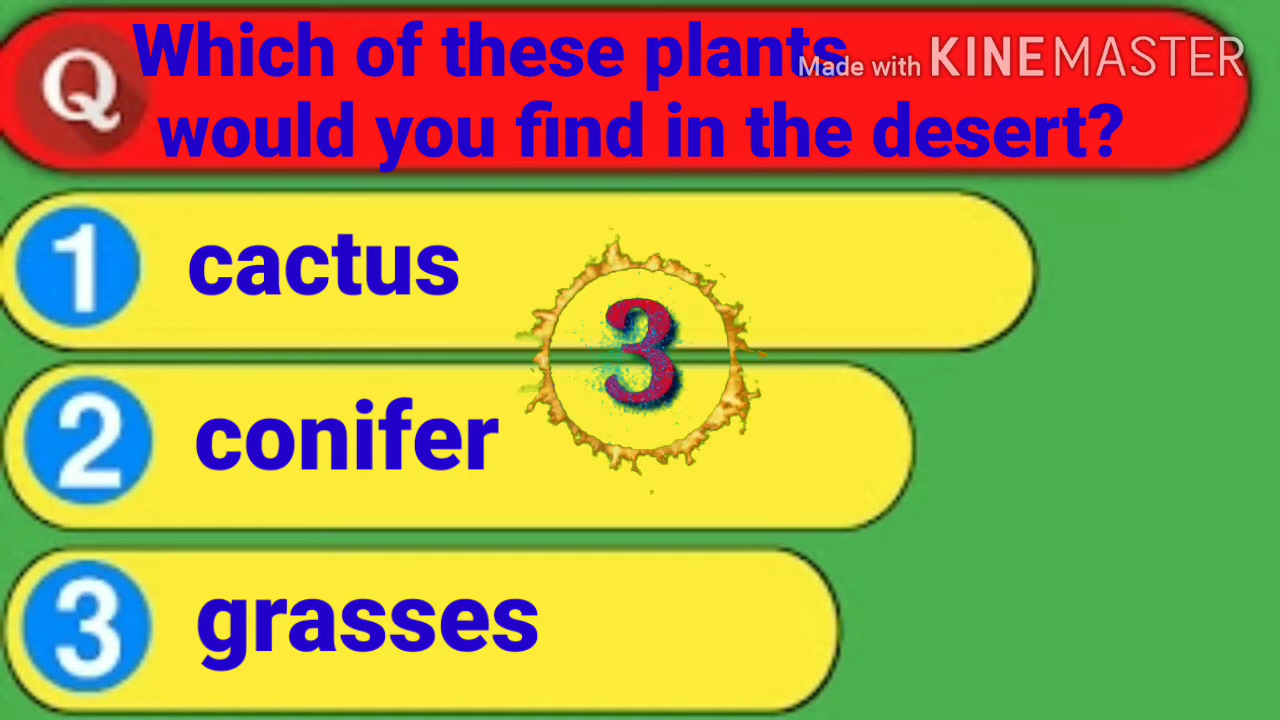 Q
Which of these plants
Made with KINEMASTER
would you find in the desert?
1 cactus
3
2 conifer
3 grasses